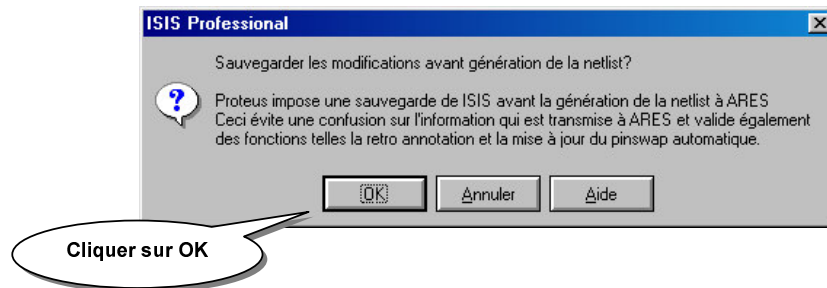 ISIS Professional
Sauvegarder les modifications avant génération de la netlist?
Proteus impose une sauvegarde de ISIS avant la génération de la netlist à ARES
Ceci évite une confusion sur l'information qui est transmise à ARES et valide également
des fonctions telles la retro annotation et la mise à jour du pinswap automatique.
OK Annuler Aide
Cliquer sur OK